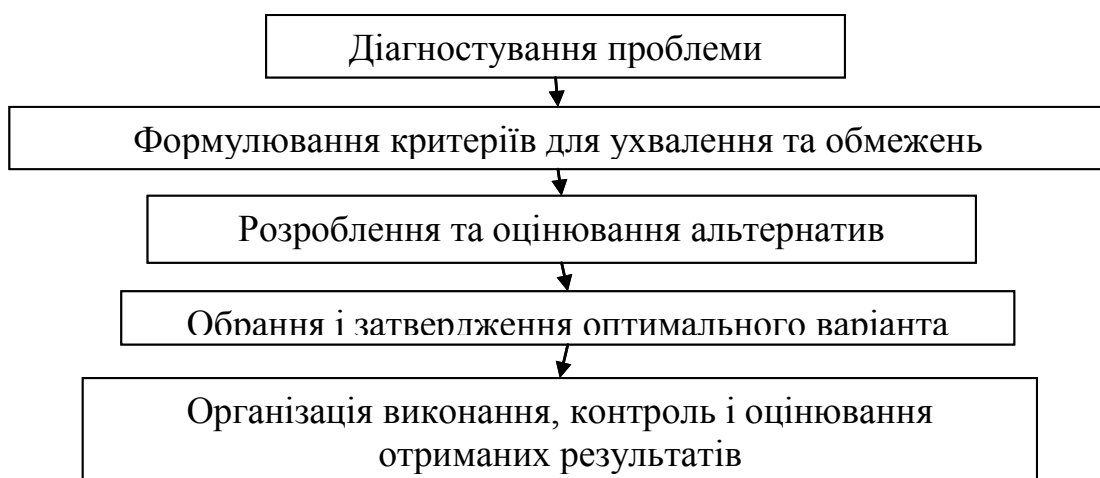 Діагностування проблеми
Формулювання критеріїв для ухвалення та обмежень
Розроблення та оцінювання альтернатив
Обрання і затвердження оптимального варіанта
Організація виконання, контроль і оцінювання
отриманих результатів